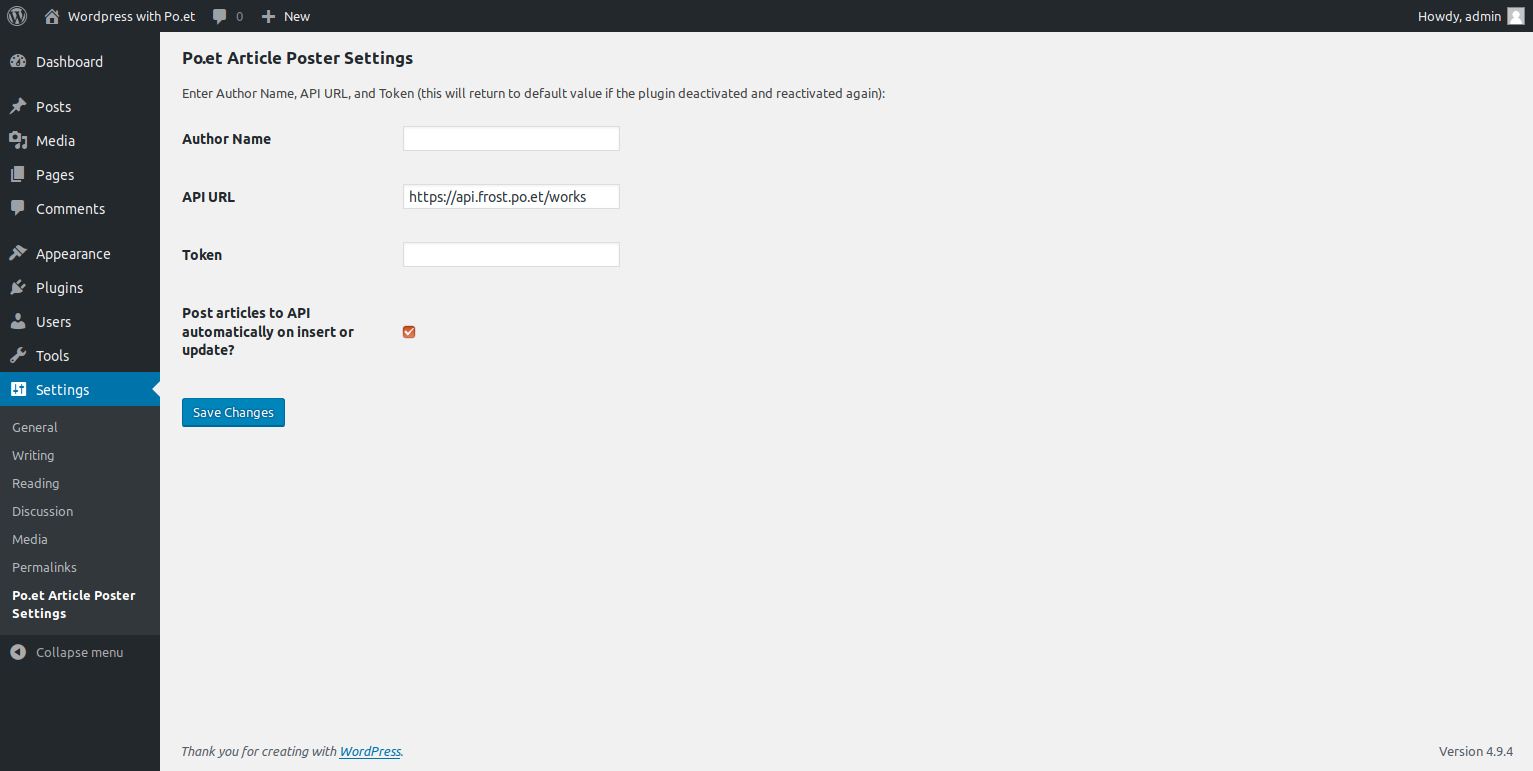 Wordpress with Po.et 0 New Howdy, admin
Dashboard
Posts
Media
Pages
Comments
Appearance
Plugins
Users
Tools
Settings
General
Writing
Reading
Discussion
Media
Permalinks
Po.et Article Poster
Settings
Collapse menu
Po.et Article Poster Settings
Enter Author Name, API URL, and Token (this will return to default value if the plugin deactivated and reactivated again):
Author Name
API URL https://api.frost.po.et/works
Token
Post articles to API
automatically on insert or
update?
Save Changes
Thank you for creating with WordPress. Version 4.9.4